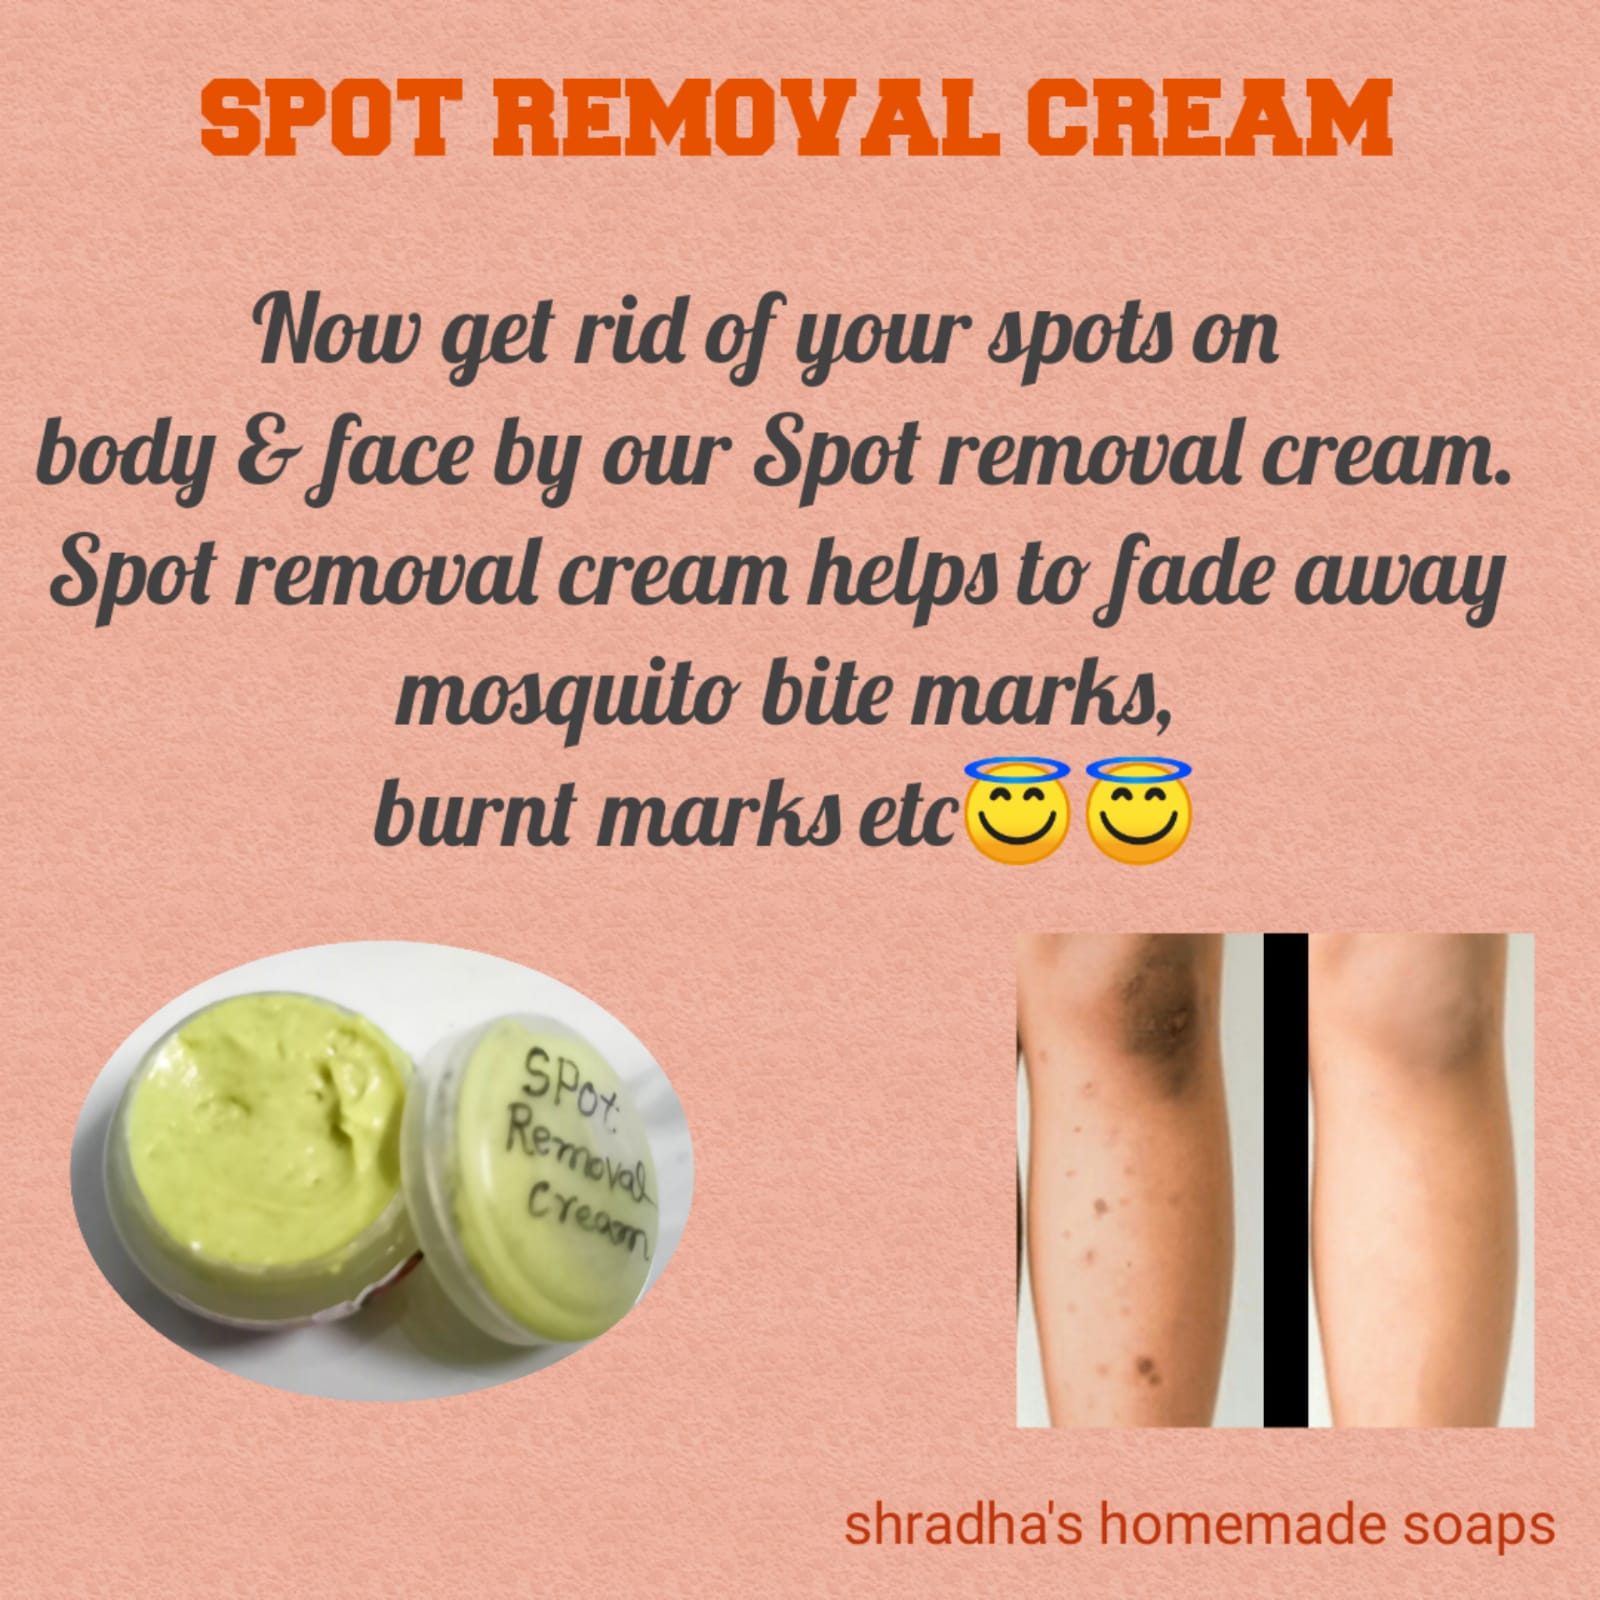 SPOT REMOVAL CREAM
Now get rid of your spots on
body & face by our Spot removal cream.
Spot removal cream helps to fade away
mosquito bite marks,
burnt marks etc😇😇
SPot
Removal
Cream
shradha's homemade soaps